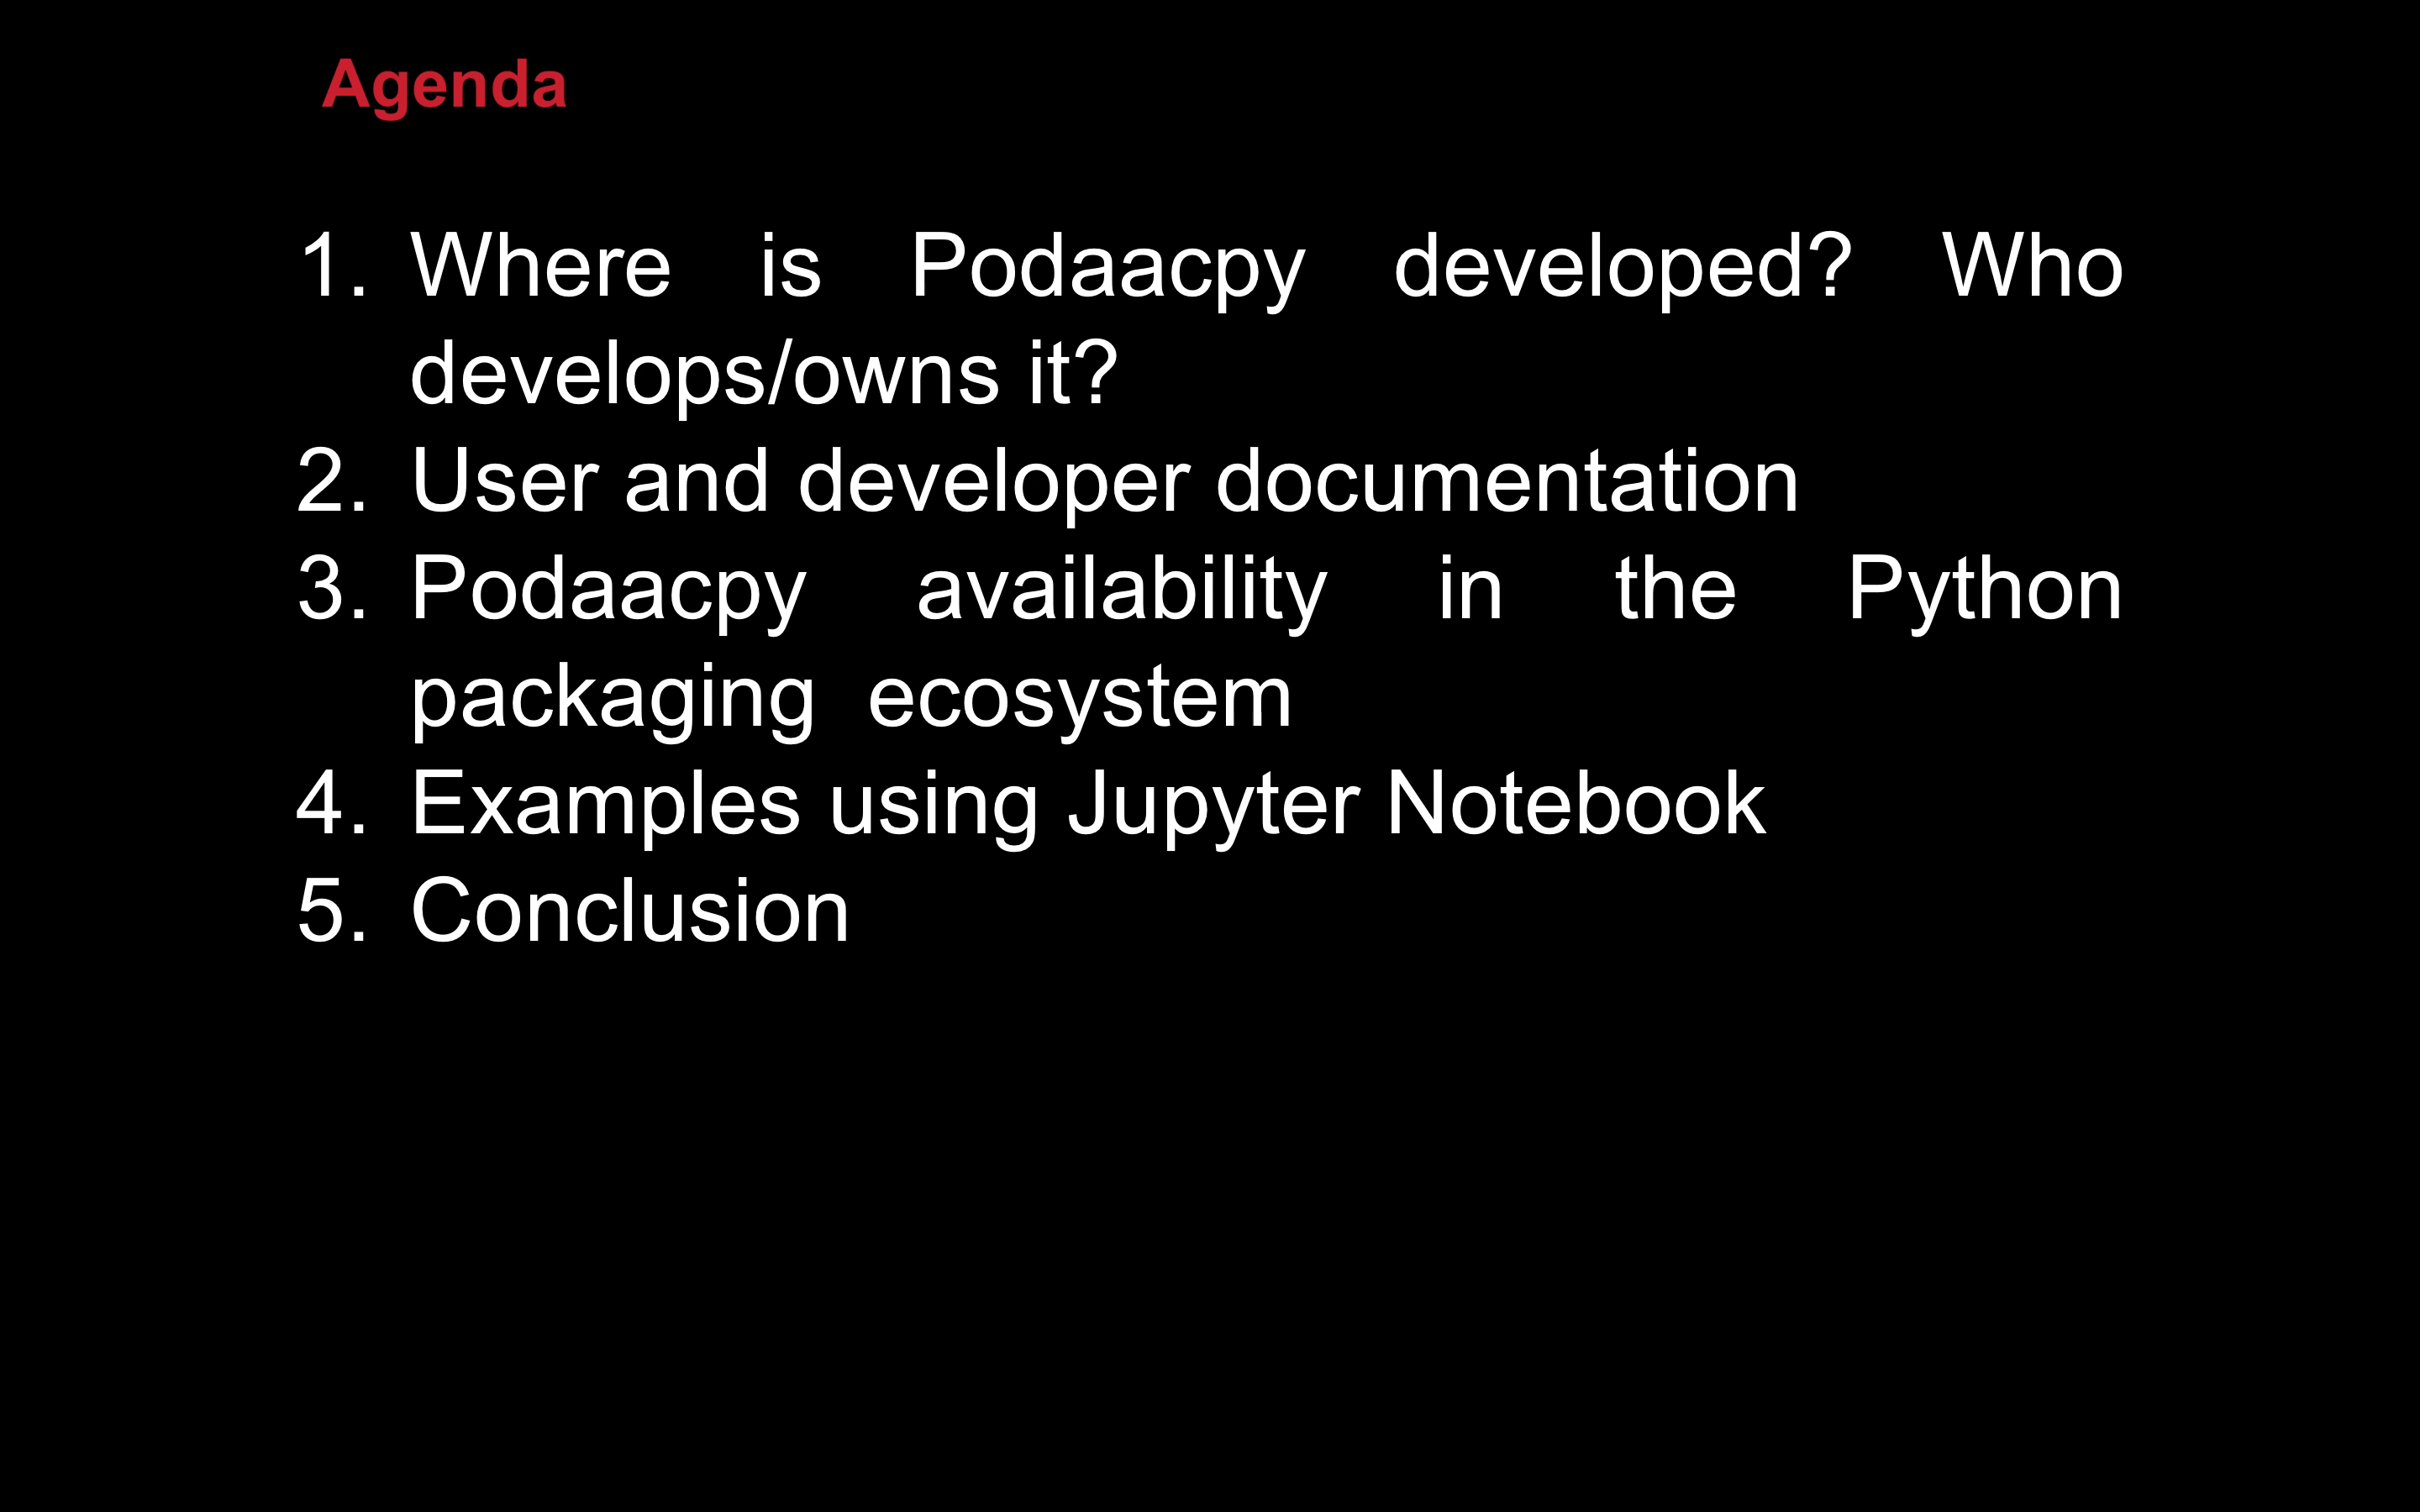 Agenda
1. Where is Podaacpy developed? Who
develops/owns it?
2. User and developer documentation
3. Podaacpy availability in the Python
packaging ecosystem
4. Examples using Jupyter Notebook
5. Conclusion